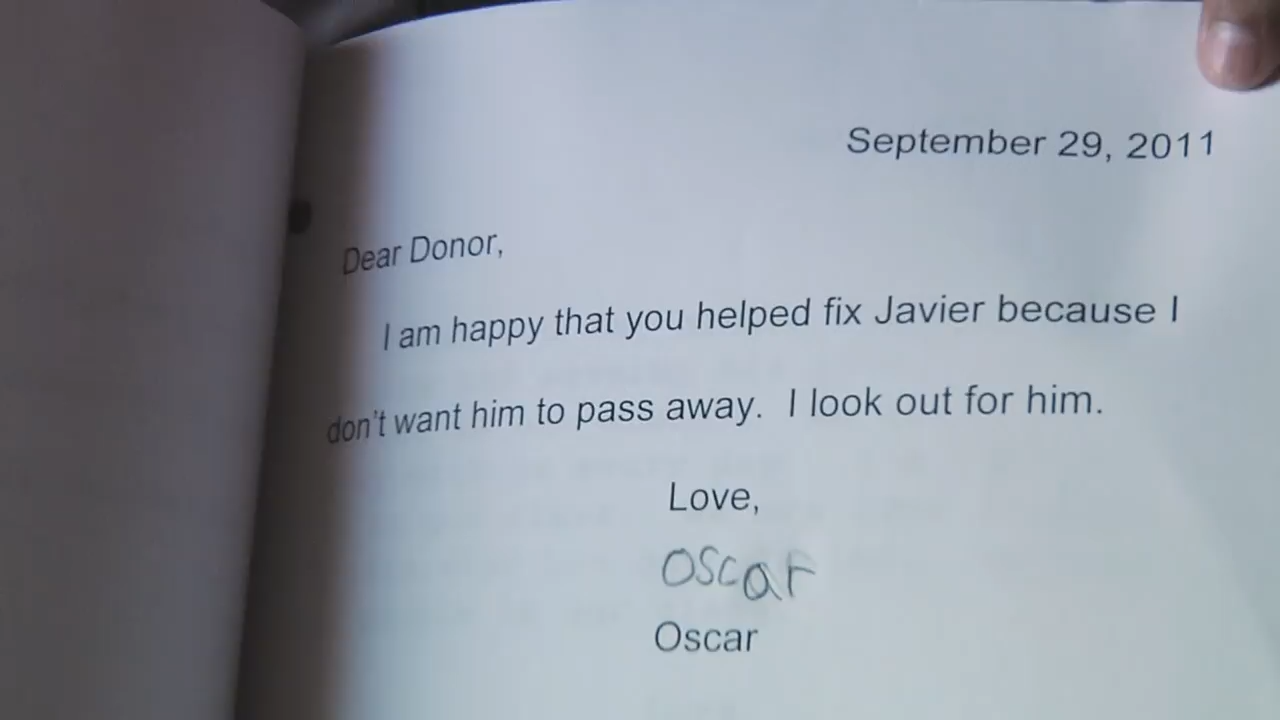 September 29, 2011
Dear Donor,
I am happy that you helped fix Javier because I
don't want him to pass away. I look out for him.
Love,
Oscar
Oscar